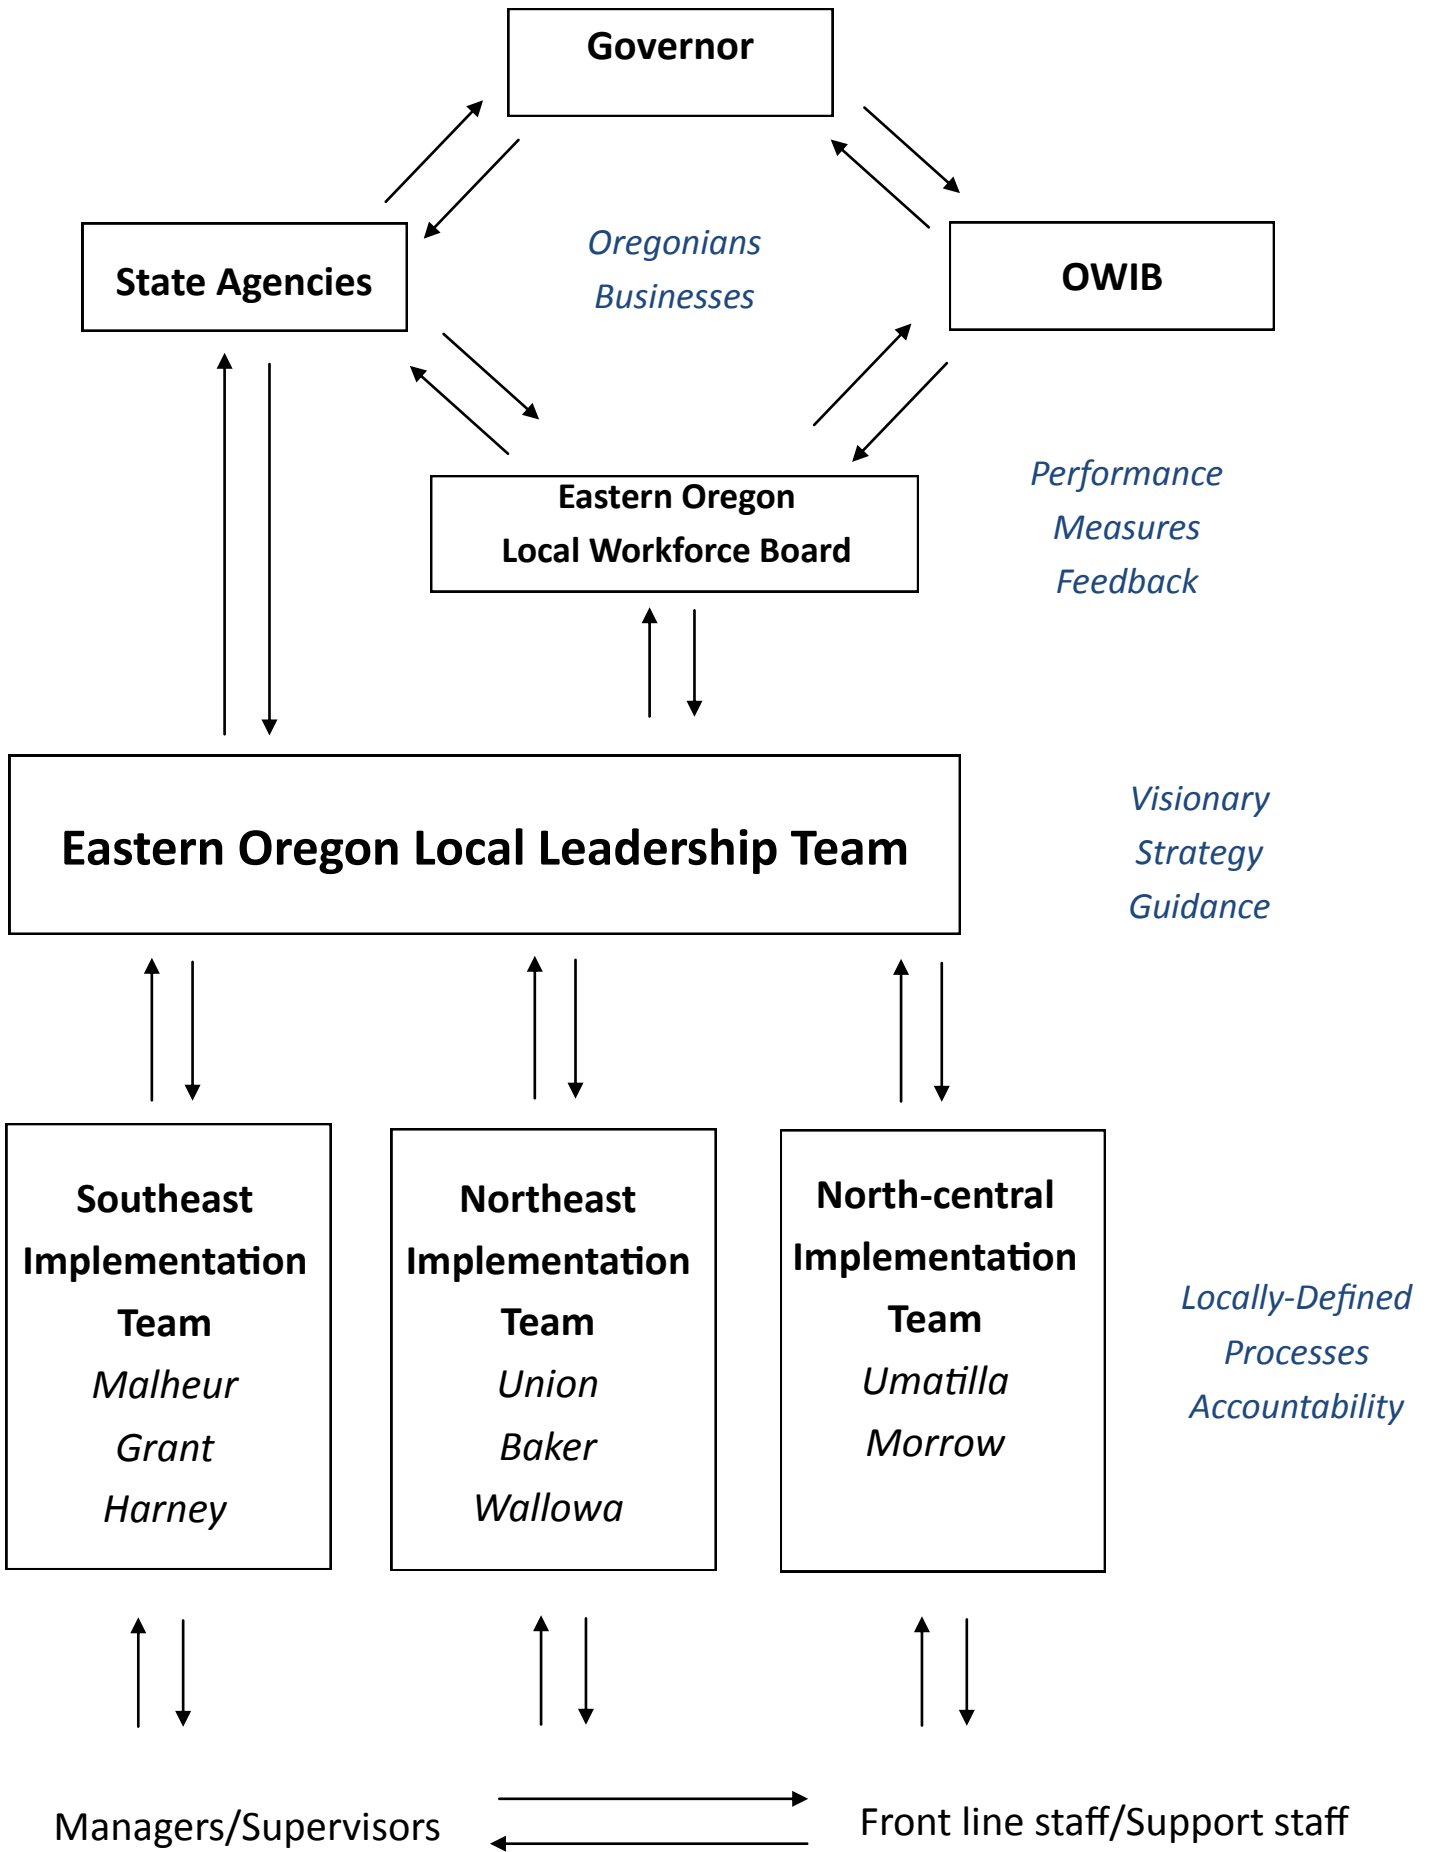 Governor
State Agencies
Oregonians
Businesses
OWIB
Eastern Oregon
Local Workforce Board
Performance
Measures
Feedback
Eastern Oregon Local Leadership Team
Visionary
Strategy
Guidance
Southeast
Implementation
Team
Malheur
Grant
Harney
Northeast
Implementation
Team
Union
Baker
Wallowa
North-central
Implementation
Team
Umatilla
Morrow
Locally-Defined
Processes
Accountability
Managers/Supervisors
Front line staff/Support staff